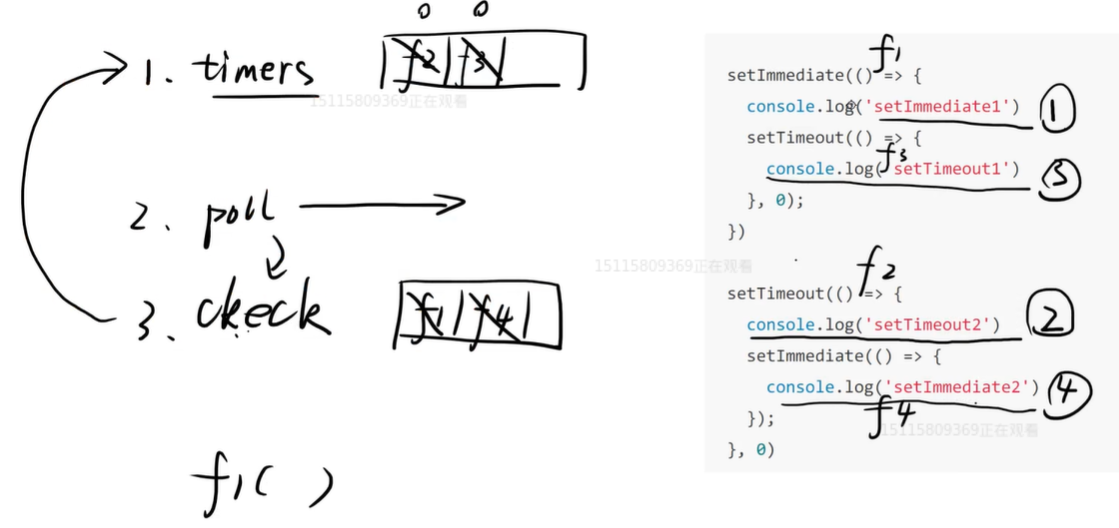 0 0
1. timers f2 f3
15115809369正在观看
2. poll
3. check f1 f4
f1( )
f1
setImmediate(() => {
console.log('setImmediate1') ①
setTimeout(() => {
f3
console.log('setTimeout1') ③
}, 0);
})
15115809369正在观看
f2
setTimeout(() => {
console.log('setTimeout2') ②
setImmediate(() => {
console.log('setImmediate2') ④
f4
});
15115809369正在观看
}, 0)